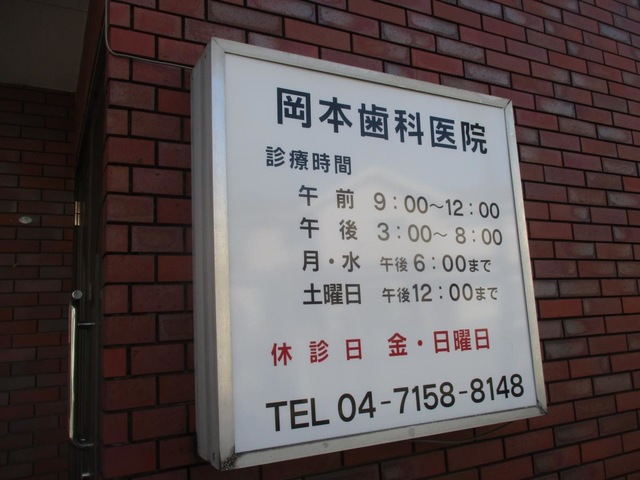 岡本歯科医院
診療時間
午 前 9:00〜12:00
午 後 3:00〜 8:00
月・水 午後 6:00まで
土曜日 午後12:00まで
休診日 金・日曜日
TEL 04-7158-8148